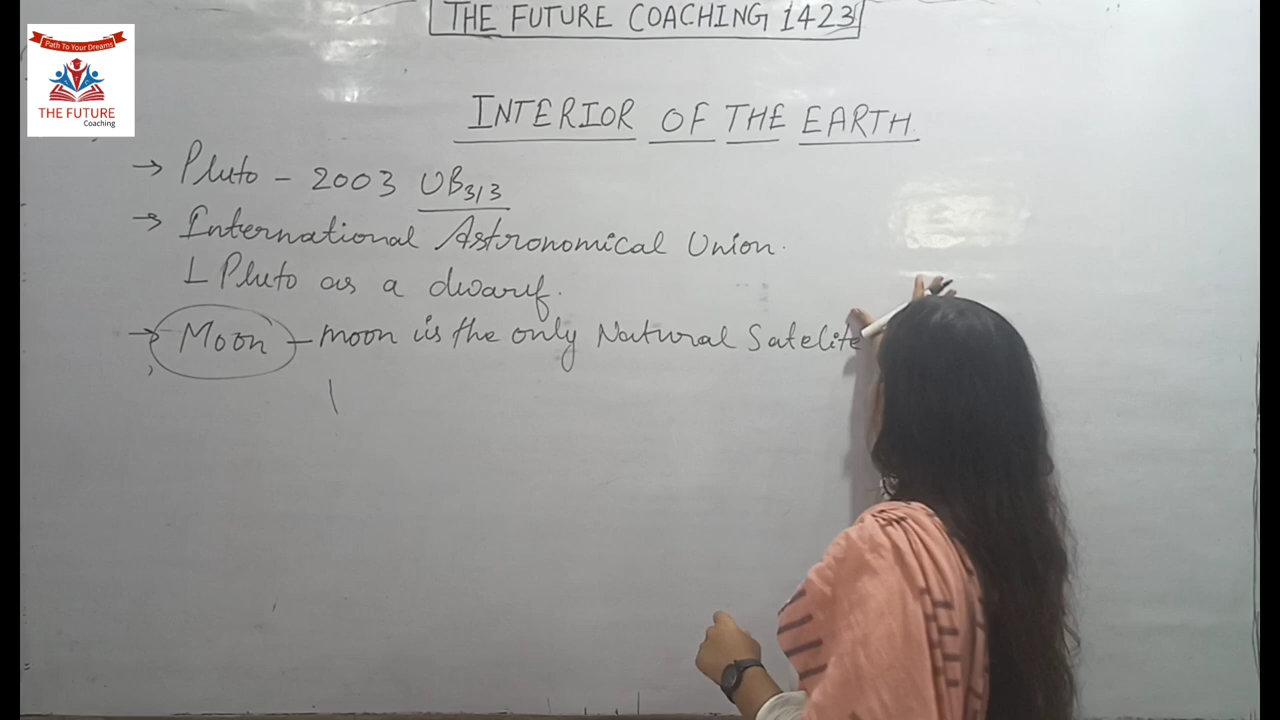 THE FUTURE COACHING 1423
Path To Your Dreams
THE FUTURE
Coaching
INTERIOR OF THE EARTH.
→ Pluto - 2003 UB313
→ International Astronomical Union.
Pluto as a dwarf.
→ Moon - moon is the only Natural Satelite